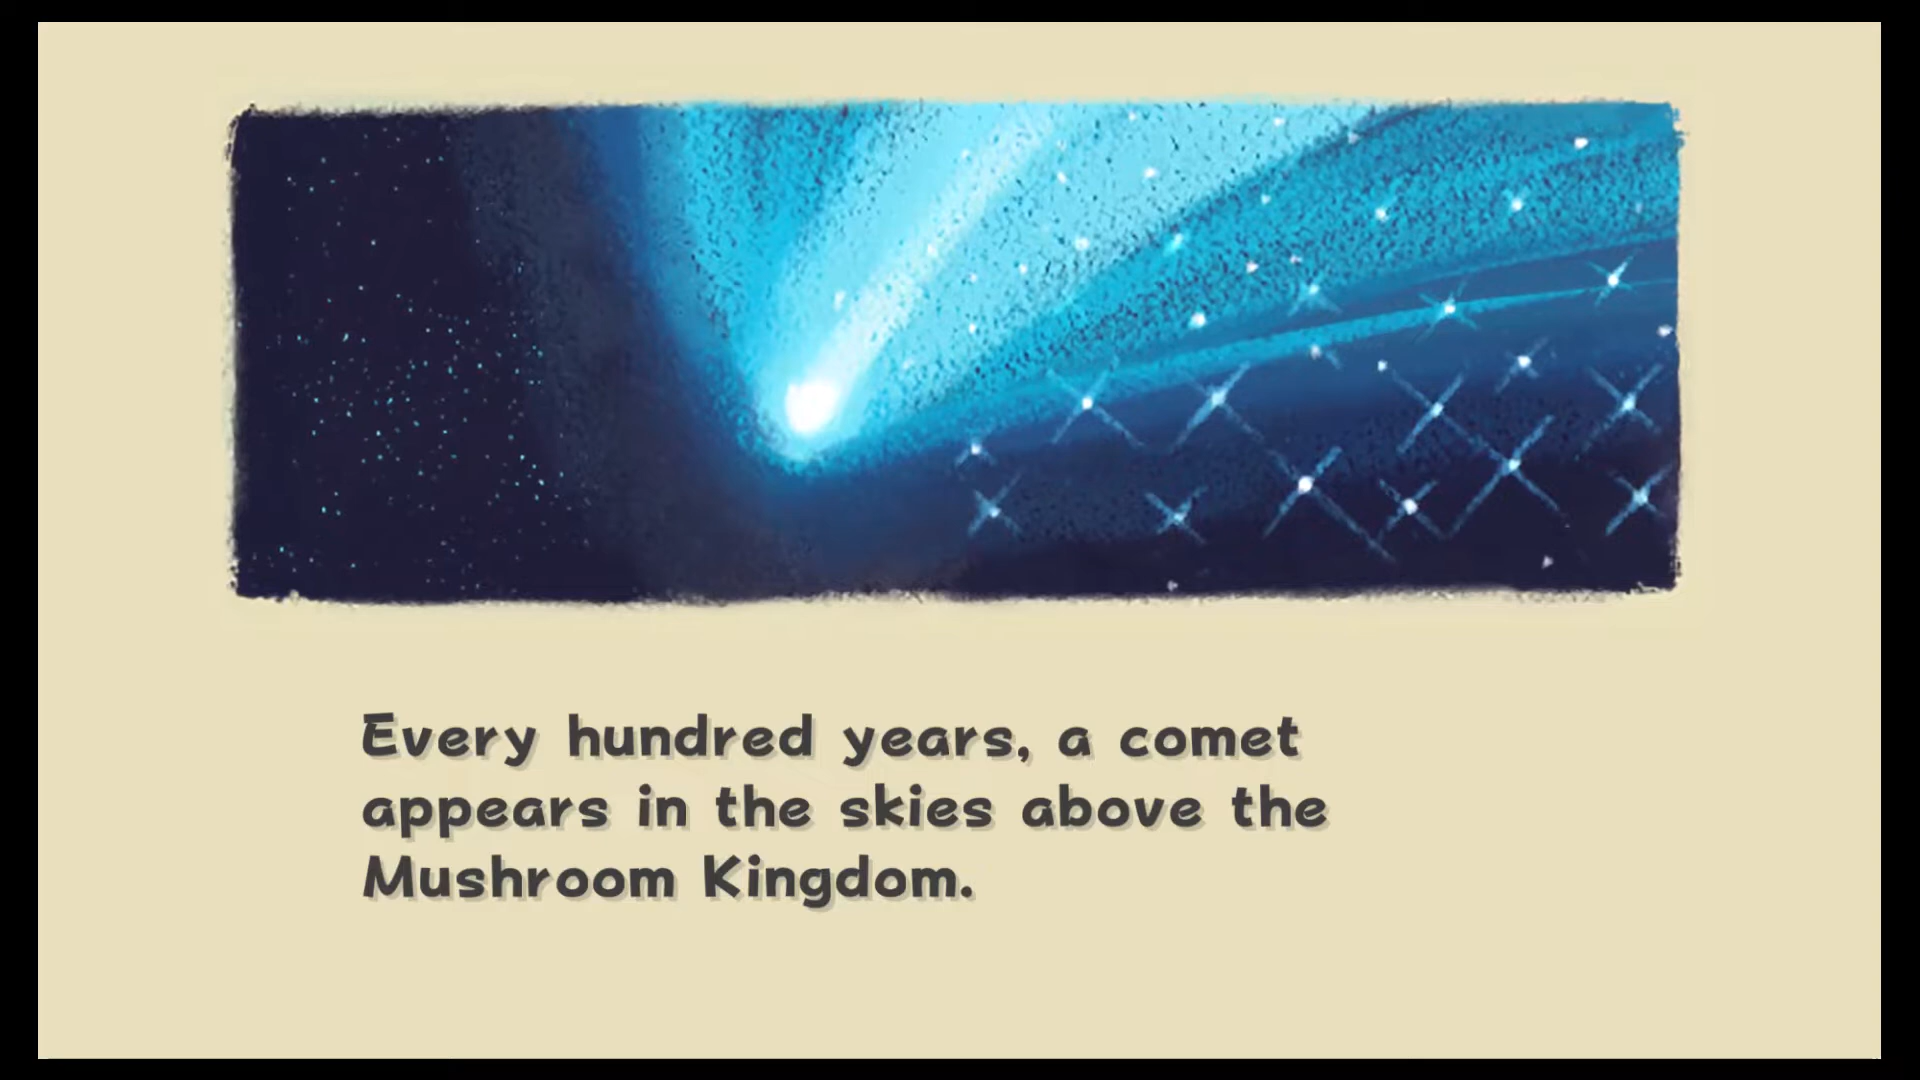 Every hundred years, a comet
appears in the skies above the
Mushroom Kingdom.